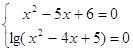 x² − 5x + 6 = 0
lg(x² − 4x + 5) = 0